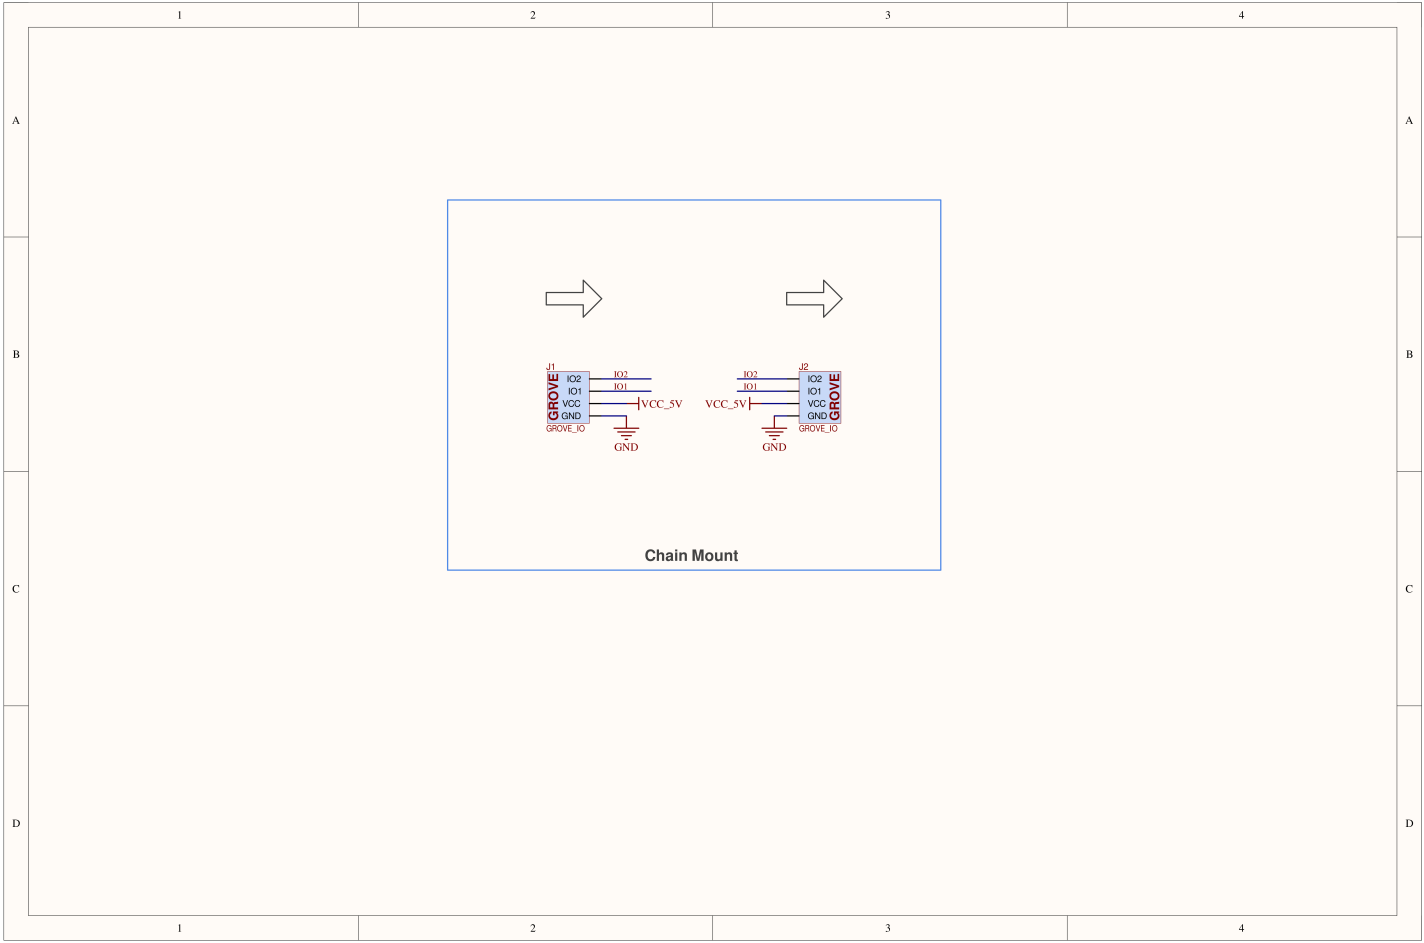 1 2 3 4
A A
B B
J1 J2
GROVE IO2 IO2 IO2 IO2 GROVE
IO1 IO1 IO1 IO1
VCC VCC_5V VCC_5V VCC
GND GND
GROVE_IO GROVE_IO
GND GND
Chain Mount
C C
D D
1 2 3 4